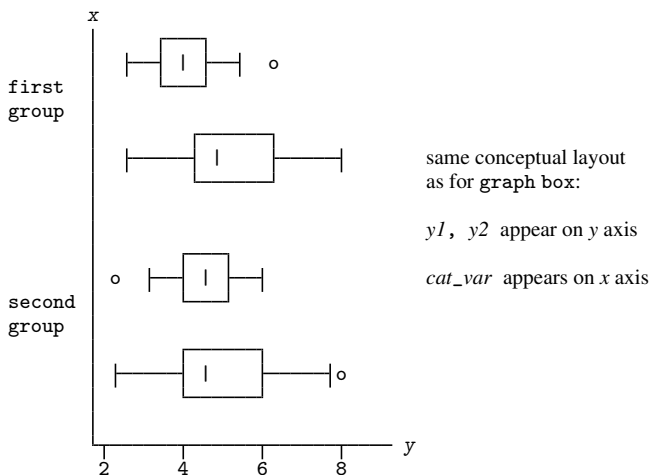 x
first
group
same conceptual layout
as for graph box:
y1, y2 appear on y axis
cat_var appears on x axis
second
group
y
2 4 6 8